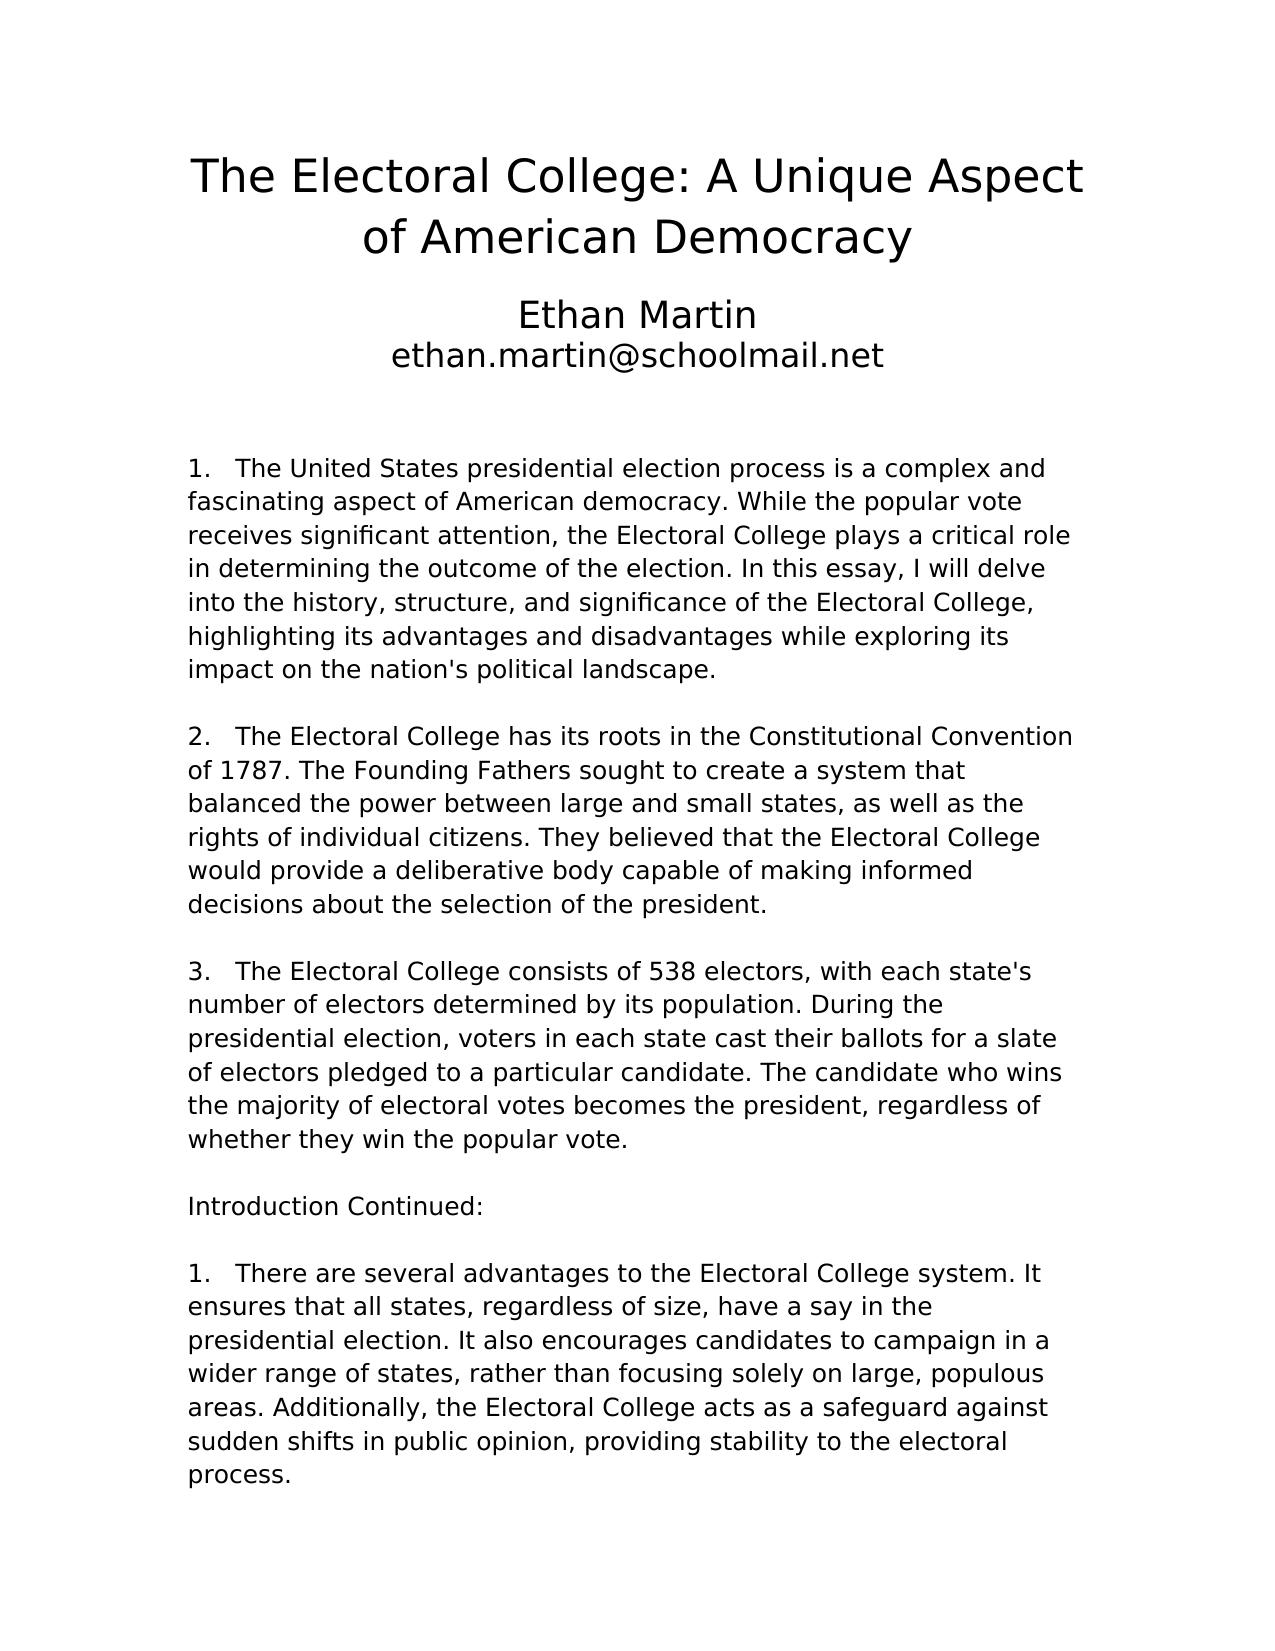 The Electoral College: A Unique Aspect
of American Democracy
Ethan Martin
ethan.martin@schoolmail.net
1. The United States presidential election process is a complex and
fascinating aspect of American democracy. While the popular vote
receives significant attention, the Electoral College plays a critical role
in determining the outcome of the election. In this essay, I will delve
into the history, structure, and significance of the Electoral College,
highlighting its advantages and disadvantages while exploring its
impact on the nation's political landscape.
2. The Electoral College has its roots in the Constitutional Convention
of 1787. The Founding Fathers sought to create a system that
balanced the power between large and small states, as well as the
rights of individual citizens. They believed that the Electoral College
would provide a deliberative body capable of making informed
decisions about the selection of the president.
3. The Electoral College consists of 538 electors, with each state's
number of electors determined by its population. During the
presidential election, voters in each state cast their ballots for a slate
of electors pledged to a particular candidate. The candidate who wins
the majority of electoral votes becomes the president, regardless of
whether they win the popular vote.
Introduction Continued:
1. There are several advantages to the Electoral College system. It
ensures that all states, regardless of size, have a say in the
presidential election. It also encourages candidates to campaign in a
wider range of states, rather than focusing solely on large, populous
areas. Additionally, the Electoral College acts as a safeguard against
sudden shifts in public opinion, providing stability to the electoral
process.